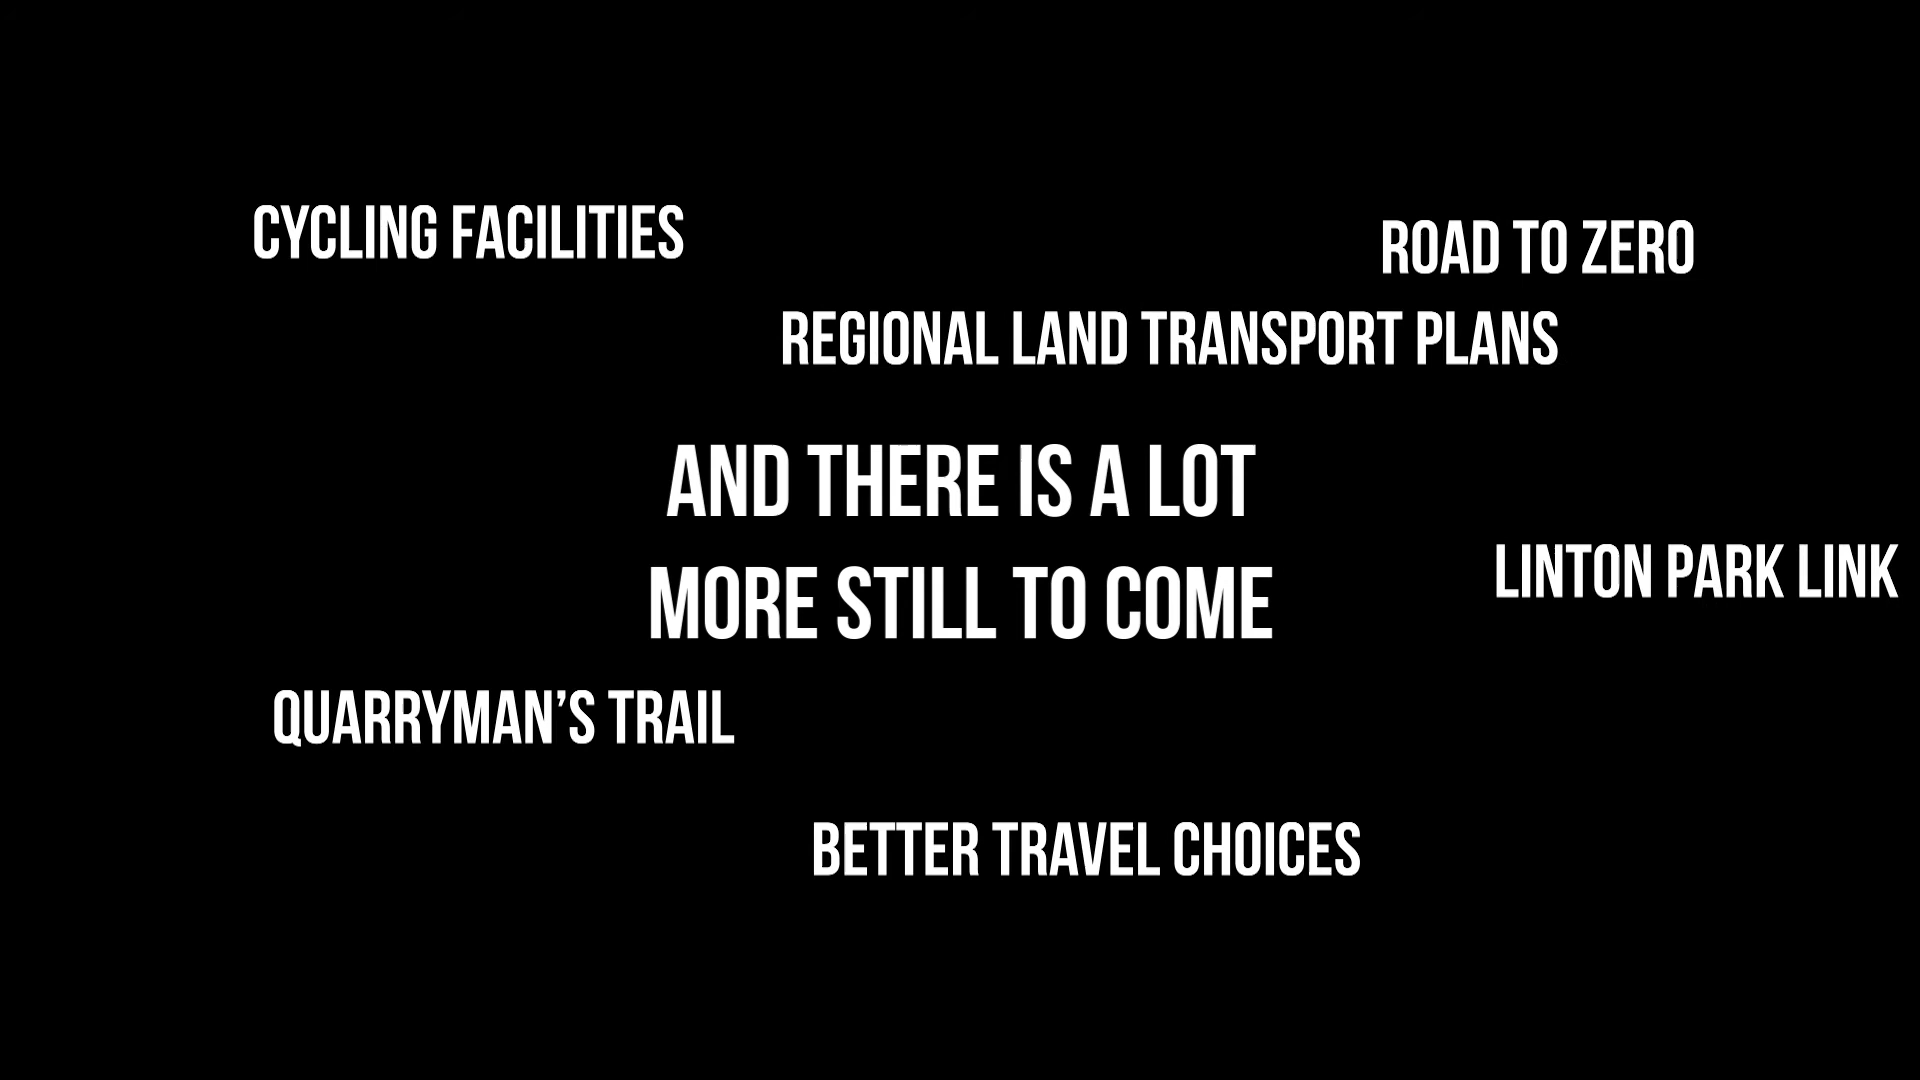 CYCLING FACILITIES
ROAD TO ZERO
REGIONAL LAND TRANSPORT PLANS
AND THERE IS A LOT
MORE STILL TO COME
LINTON PARK LINK
QUARRYMAN’S TRAIL
BETTER TRAVEL CHOICES